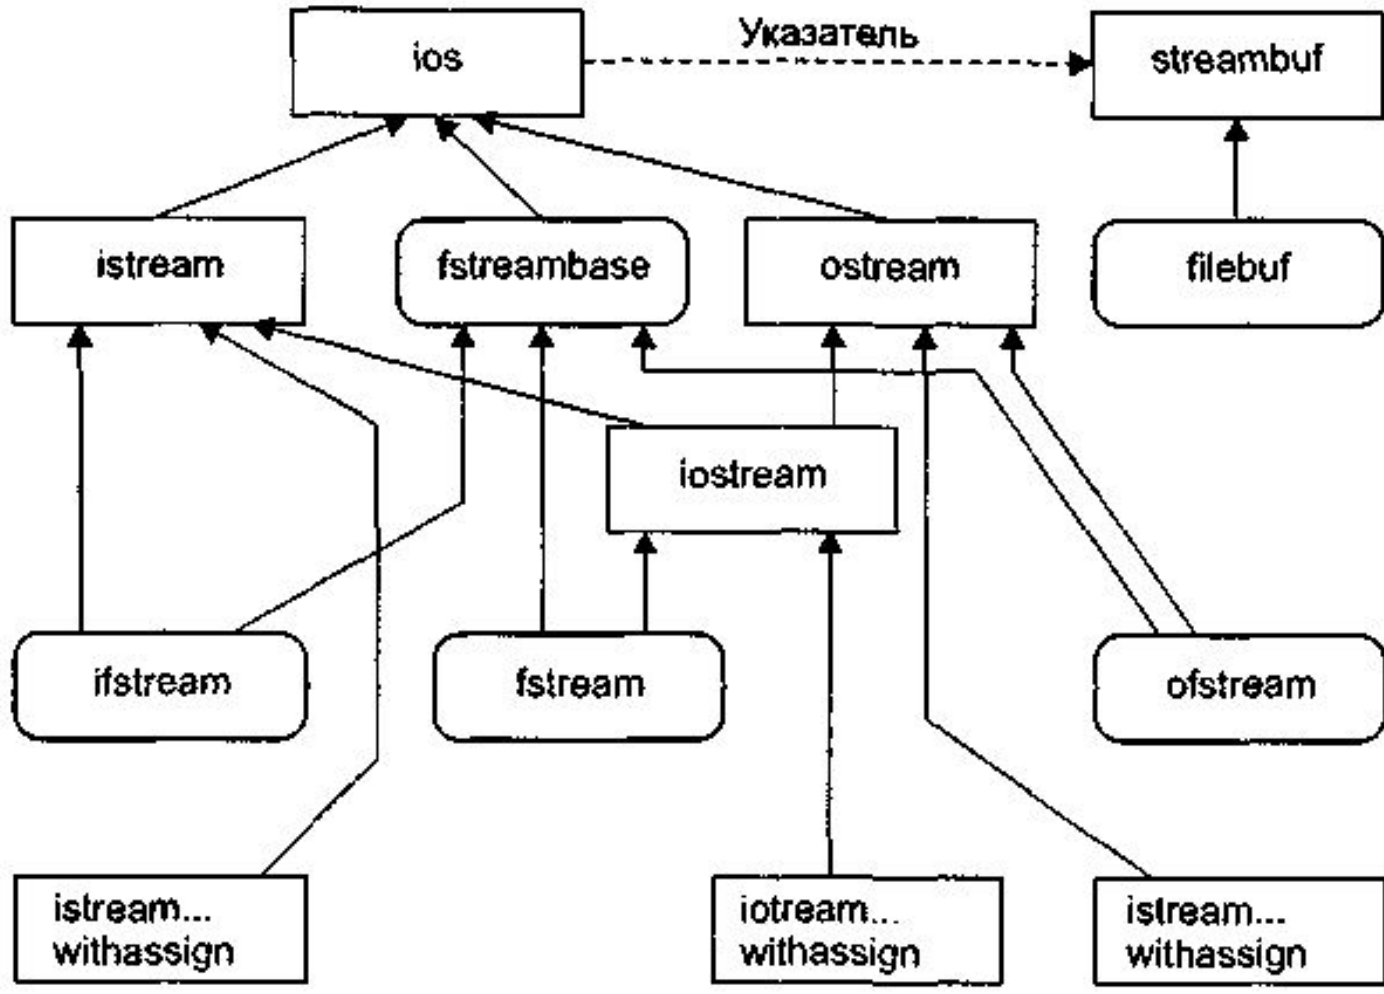 ios
Указатель
streambuf
istream
fstreambase
ostream
filebuf
iostream
ifstream
fstream
ofstream
istream...
withassign
iotream...
withassign
istream...
withassign